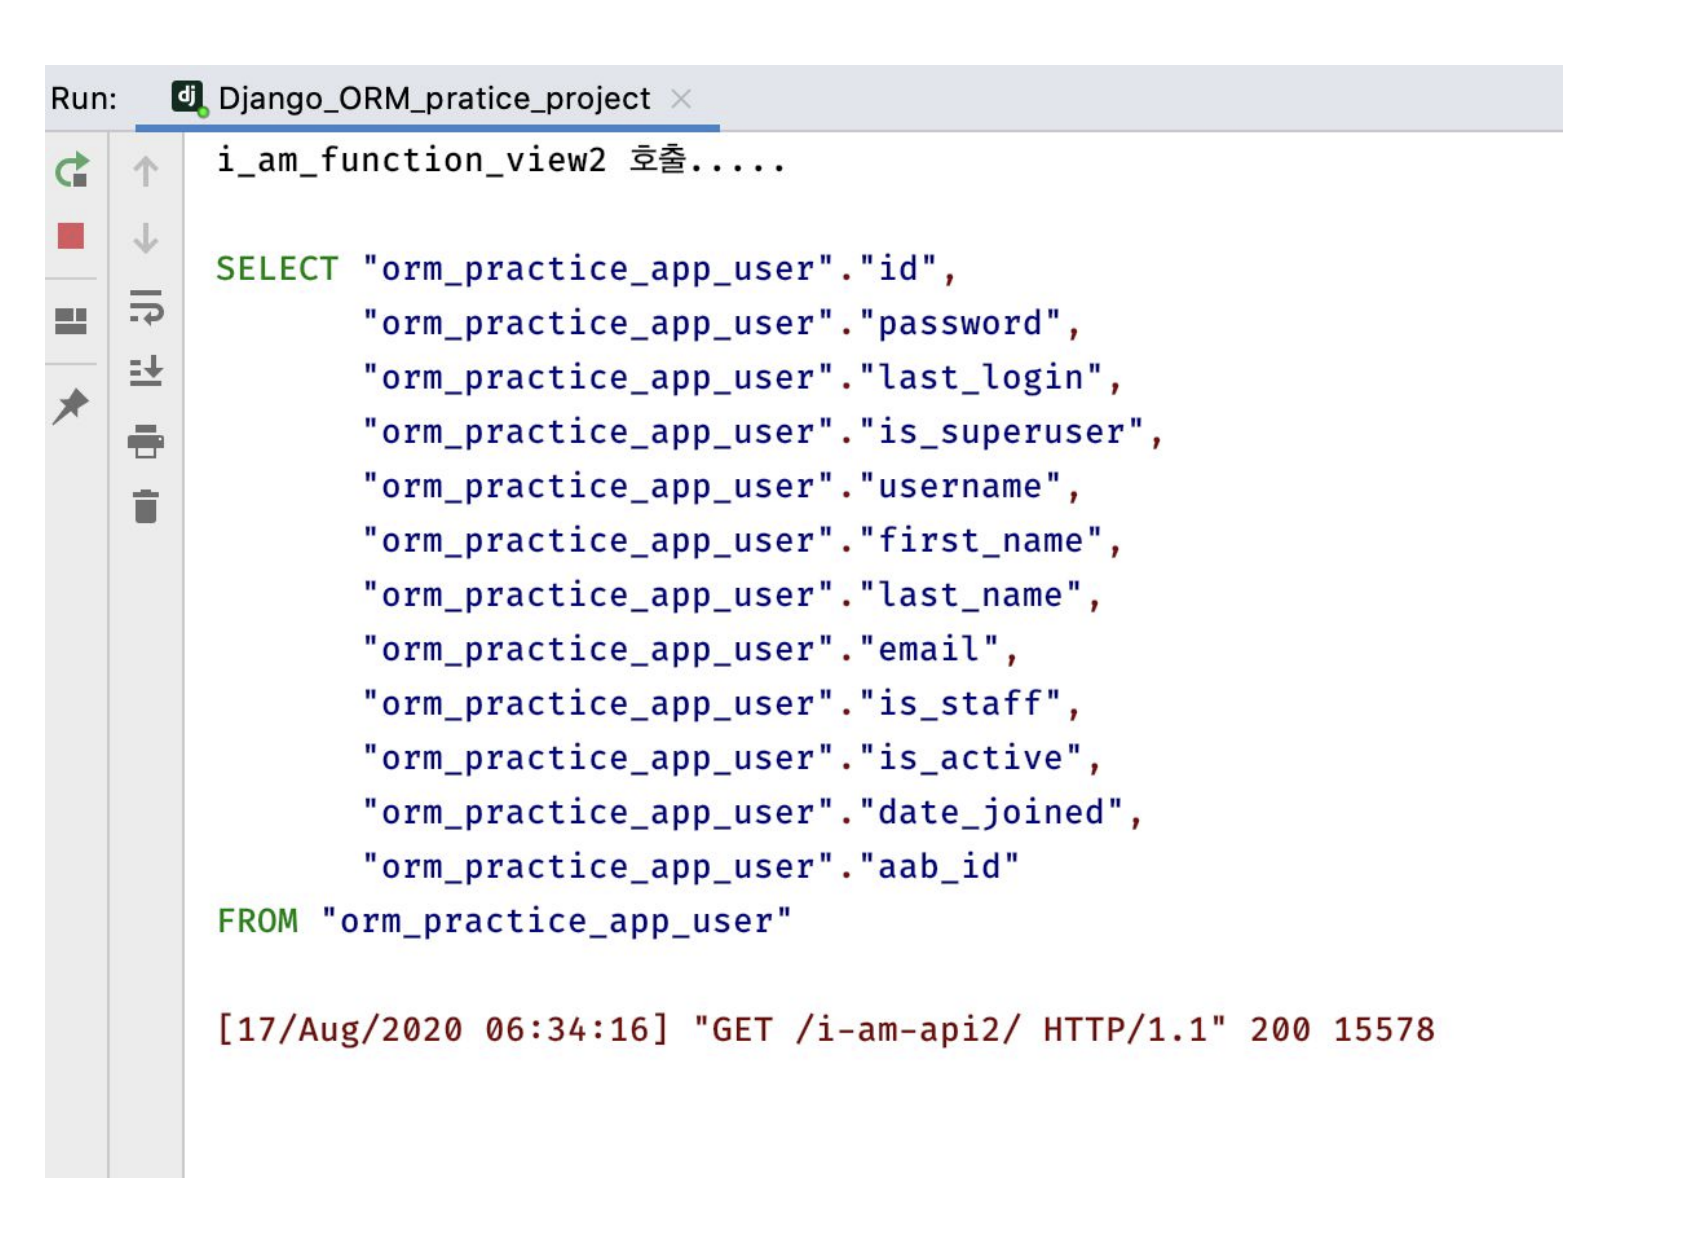 Run: dj Django_ORM_pratice_project
i_am_function_view2 호출.....
SELECT "orm_practice_app_user"."id",
"orm_practice_app_user"."password",
"orm_practice_app_user"."last_login",
"orm_practice_app_user"."is_superuser",
"orm_practice_app_user"."username",
"orm_practice_app_user"."first_name",
"orm_practice_app_user"."last_name",
"orm_practice_app_user"."email",
"orm_practice_app_user"."is_staff",
"orm_practice_app_user"."is_active",
"orm_practice_app_user"."date_joined",
"orm_practice_app_user"."aab_id"
FROM "orm_practice_app_user"
[17/Aug/2020 06:34:16] "GET /i-am-api2/ HTTP/1.1" 200 15578